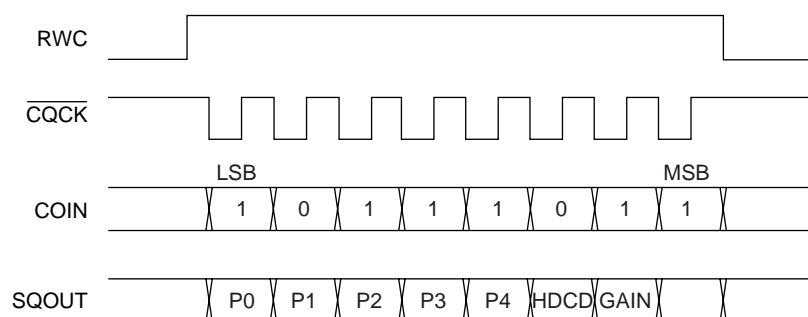 RWC
CQCK
LSB MSB
COIN 1 0 1 1 1 0 1 1
SQOUT P0 P1 P2 P3 P4 HDCD GAIN